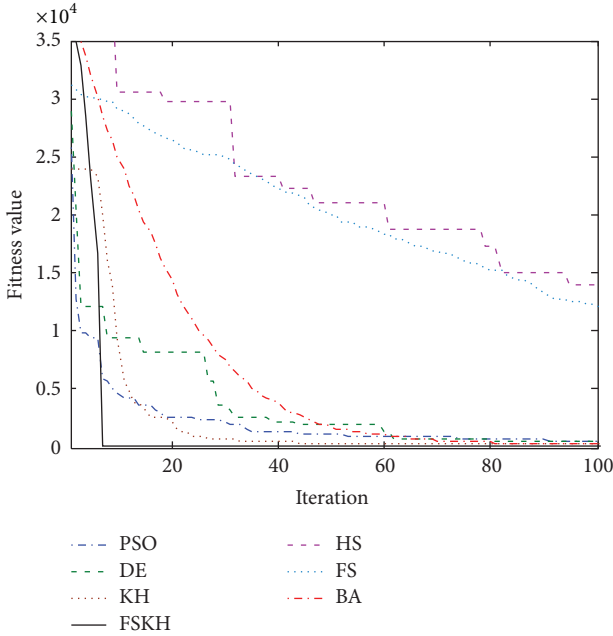 ×10⁴
3.5
3
2.5
2
1.5
1
0.5
0
Fitness value
20 40 60 80 100
Iteration
PSO
DE
KH
FSKH
HS
FS
BA